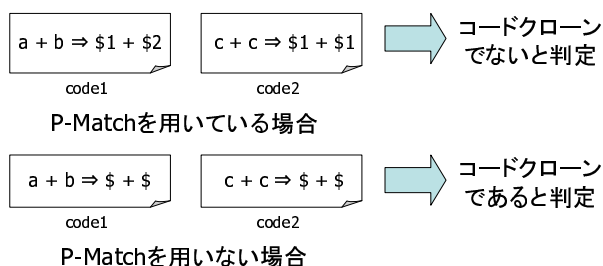 a + b ⇒ $1 + $2
c + c ⇒ $1 + $1
コードクローン
でないと判定
code1
code2
P-Matchを用いている場合
a + b ⇒ $ + $
c + c ⇒ $ + $
コードクローン
であると判定
code1
code2
P-Matchを用いない場合